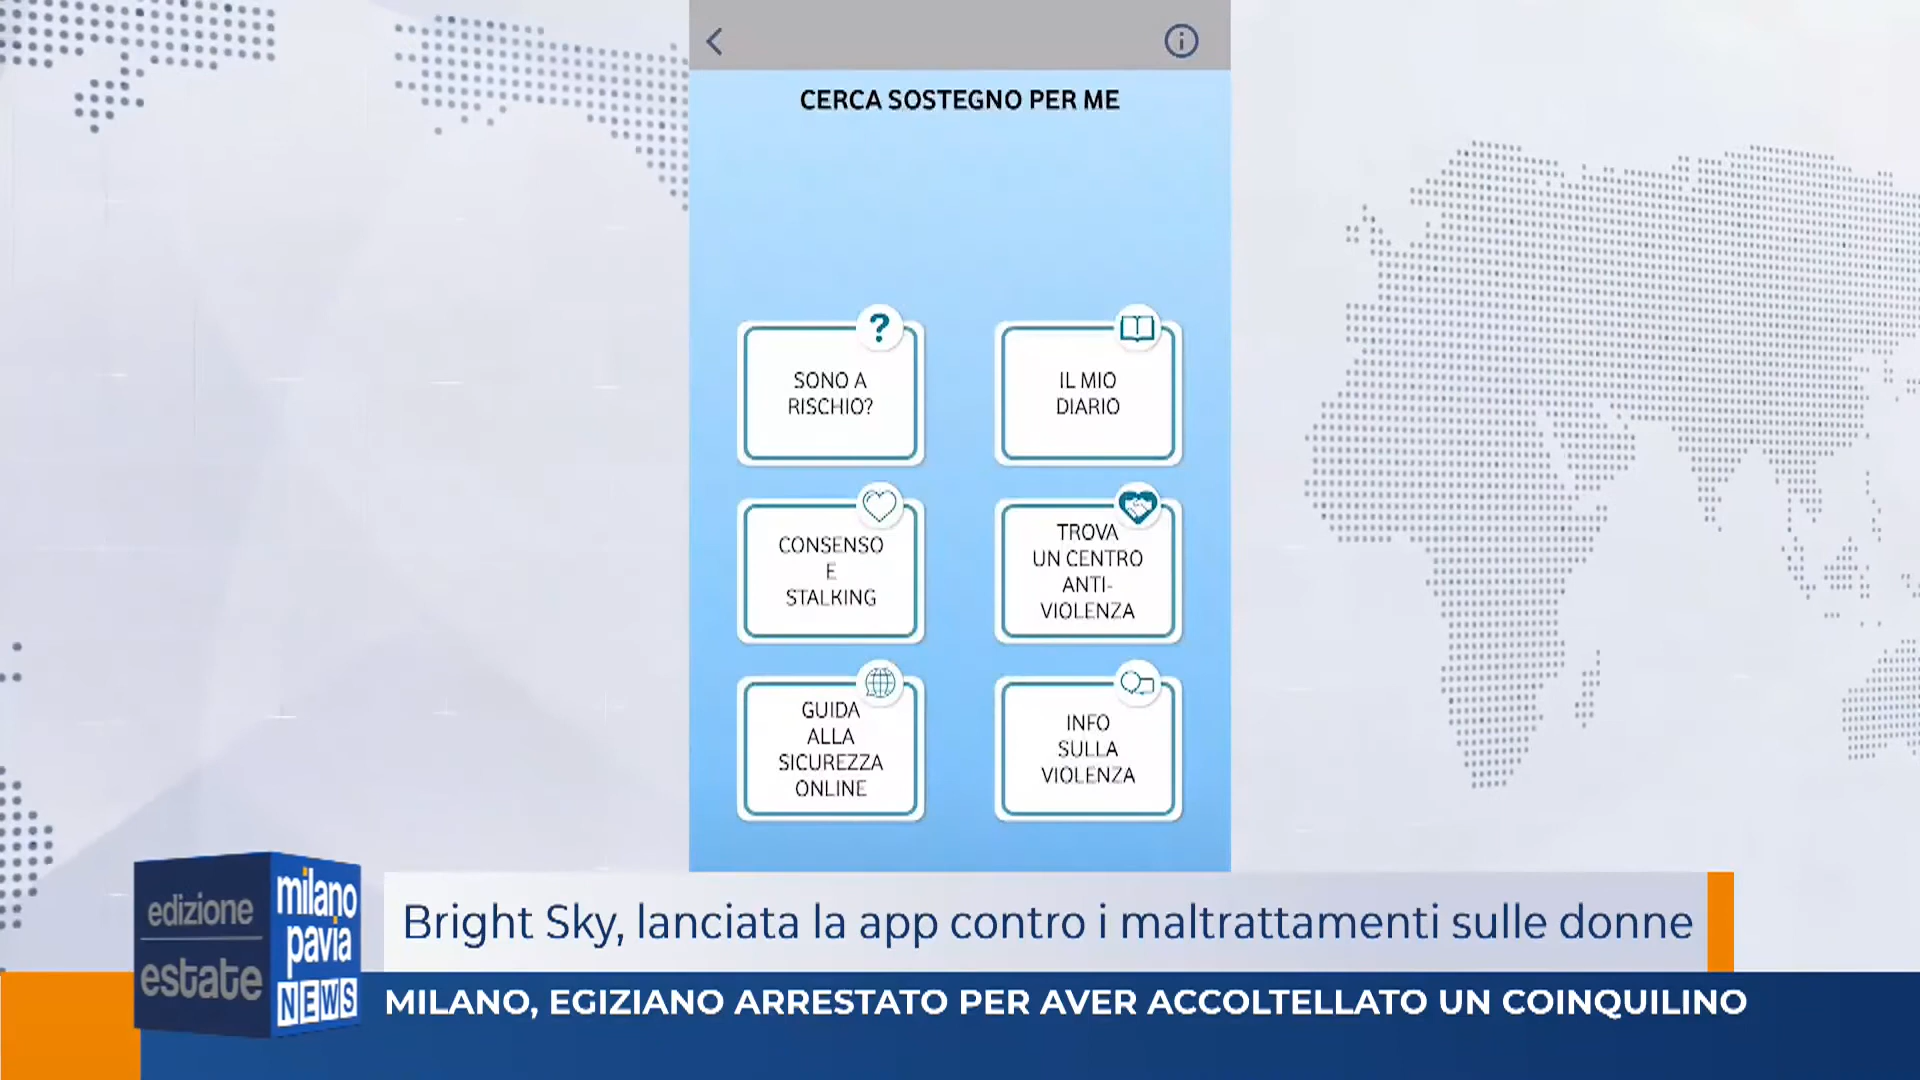 CERCA SOSTEGNO PER ME
?
SONO A
RISCHIO?
IL MIO
DIARIO
CONSENSO
E
STALKING
TROVA
UN CENTRO
ANTI-
VIOLENZA
GUIDA
ALLA
SICUREZZA
ONLINE
INFO
SULLA
VIOLENZA
edizione
estate
milano
pavia
NEWS
Bright Sky, lanciata la app contro i maltrattamenti sulle donne
MILANO, EGIZIANO ARRESTATO PER AVER ACCOLTELLATO UN COINQUILINO